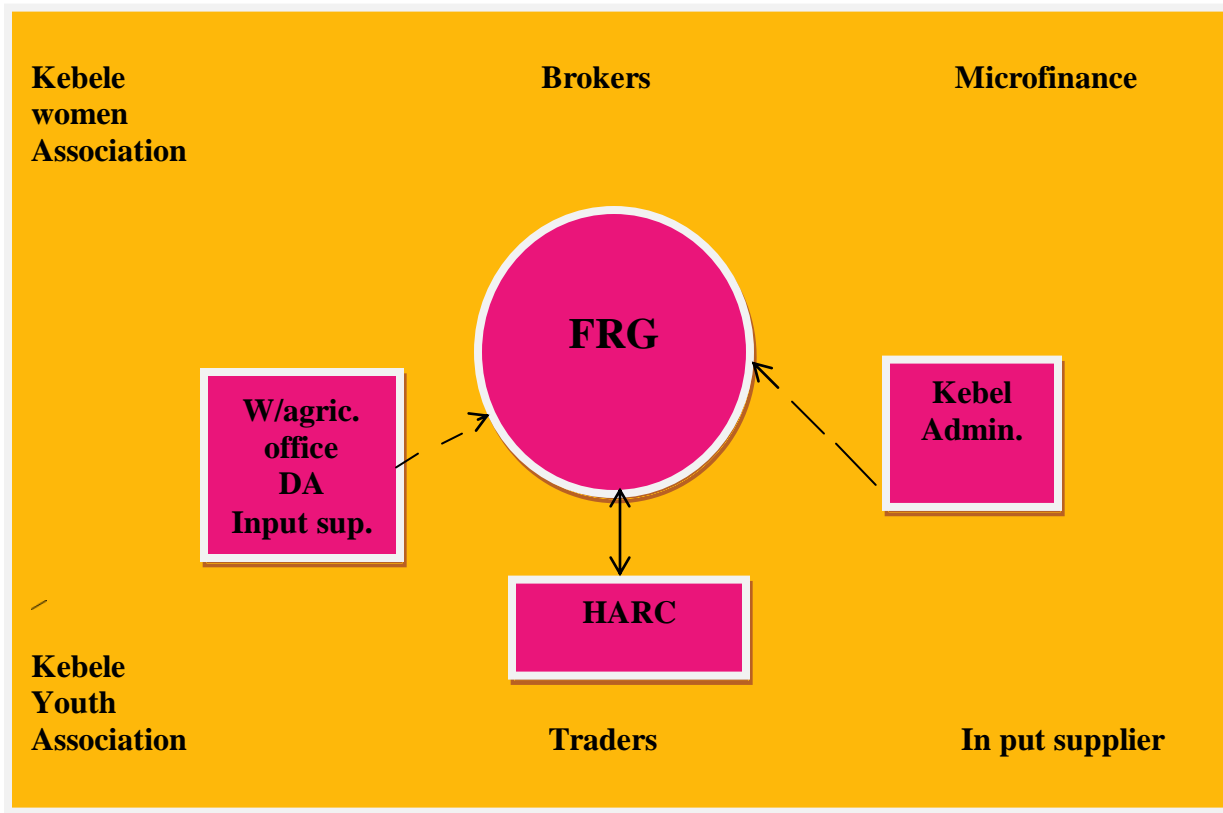 Kebele
women
Association
Brokers
Microfinance
FRG
W/agric.
office
DA
Input sup.
Kebel
Admin.
HARC
Kebele
Youth
Association
Traders
In put supplier